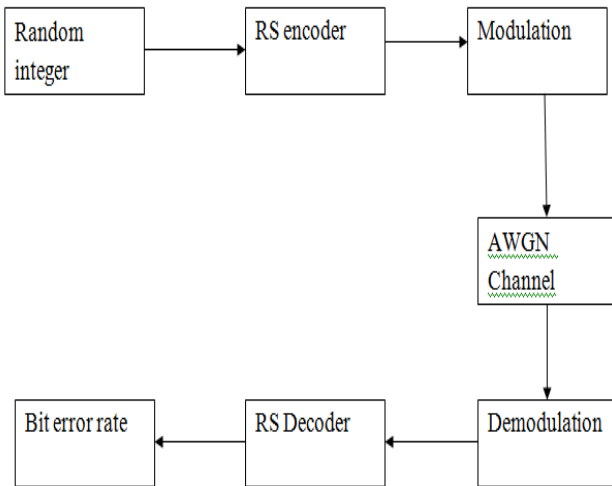 Random
integer
RS encoder
Modulation
AWGN
Channel
Demodulation
RS Decoder
Bit error rate